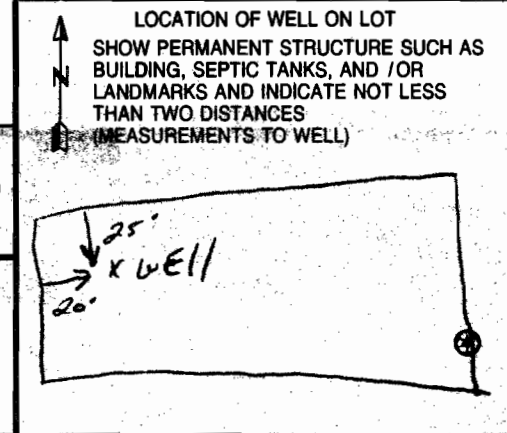 LOCATION OF WELL ON LOT
SHOW PERMANENT STRUCTURE SUCH AS
BUILDING, SEPTIC TANKS, AND /OR
LANDMARKS AND INDICATE NOT LESS
THAN TWO DISTANCES
(MEASUREMENTS TO WELL)
N
25'
x WEll
20'